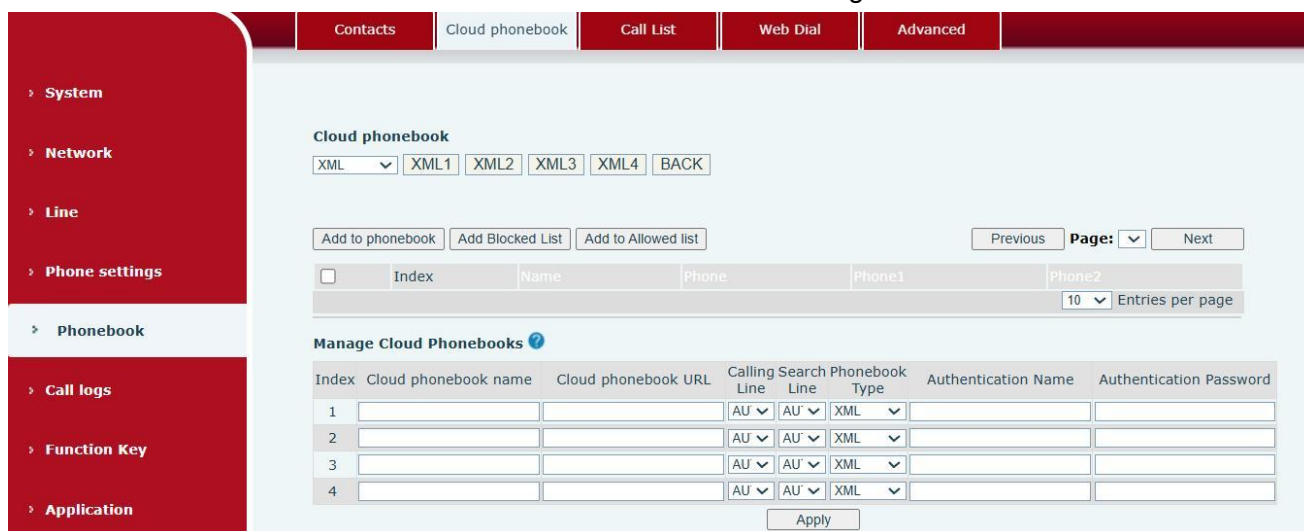 Contacts Cloud phonebook Call List Web Dial Advanced
› System
› Network
› Line
› Phone settings
› Phonebook
› Call logs
› Function Key
› Application
Cloud phonebook
XML XML1 XML2 XML3 XML4 BACK
Add to phonebook Add Blocked List Add to Allowed list Previous Page: Next
Index Name Phone Phone1 Phone2
10 Entries per page
Manage Cloud Phonebooks ?
Index Cloud phonebook name Cloud phonebook URL Calling Line Search Line Phonebook Type Authentication Name Authentication Password
1 AU AU XML
2 AU AU XML
3 AU AU XML
4 AU AU XML
Apply